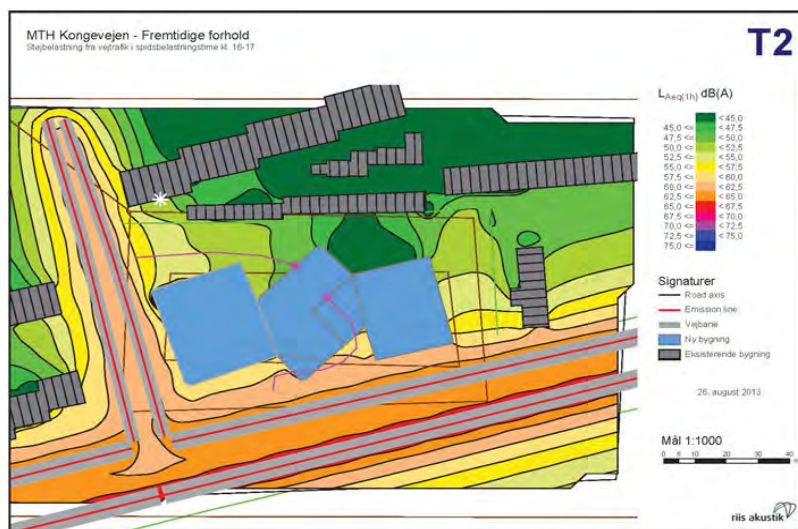 MTH Kongevejen - Fremtidige forhold
Støjbelastning fra vejtrafik i spidsbelastningstime kl. 16-17
T2
LAeq(1h) dB(A)
< 45,0
45,0 <= < 47,5
47,5 <= < 50,0
50,0 <= < 52,5
52,5 <= < 55,0
55,0 <= < 57,5
57,5 <= < 60,0
60,0 <= < 62,5
62,5 <= < 65,0
65,0 <= < 67,5
67,5 <= < 70,0
70,0 <= < 72,5
72,5 <= < 75,0
75,0 <=
Signaturer
Road axis
Emission line
Vejbane
Ny bygning
Eksisterende bygning
26. august 2013
Mål 1:1000
0 10 20 30 40
riis akustik